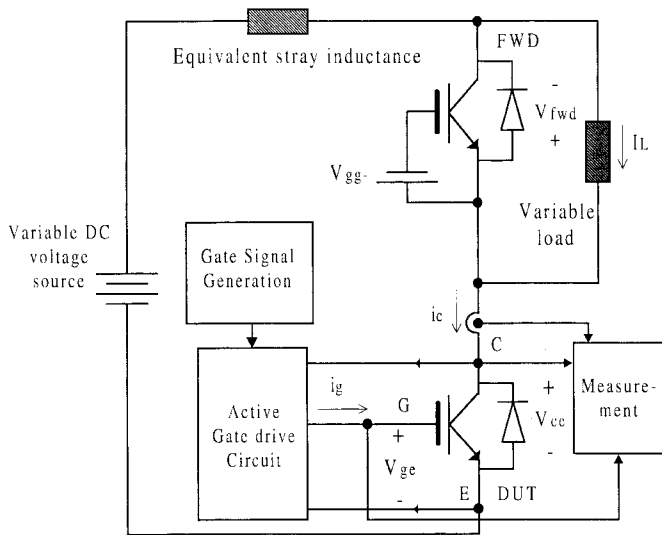 FWD
Equivalent stray inductance
-
Vfwd
+
IL
Vgg-
Variable
load
Variable DC
voltage
source
Gate Signal
Generation
ic
C
ig
G
+
Vge
-
Active
Gate drive
Circuit
+
Vce
-
Measure-
ment
E
DUT